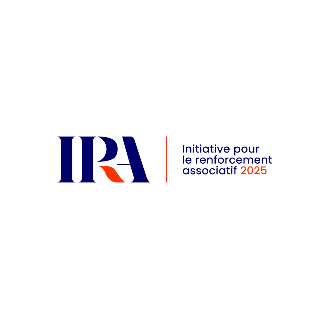 IRA
Initiative pour
le renforcement
associatif 2025